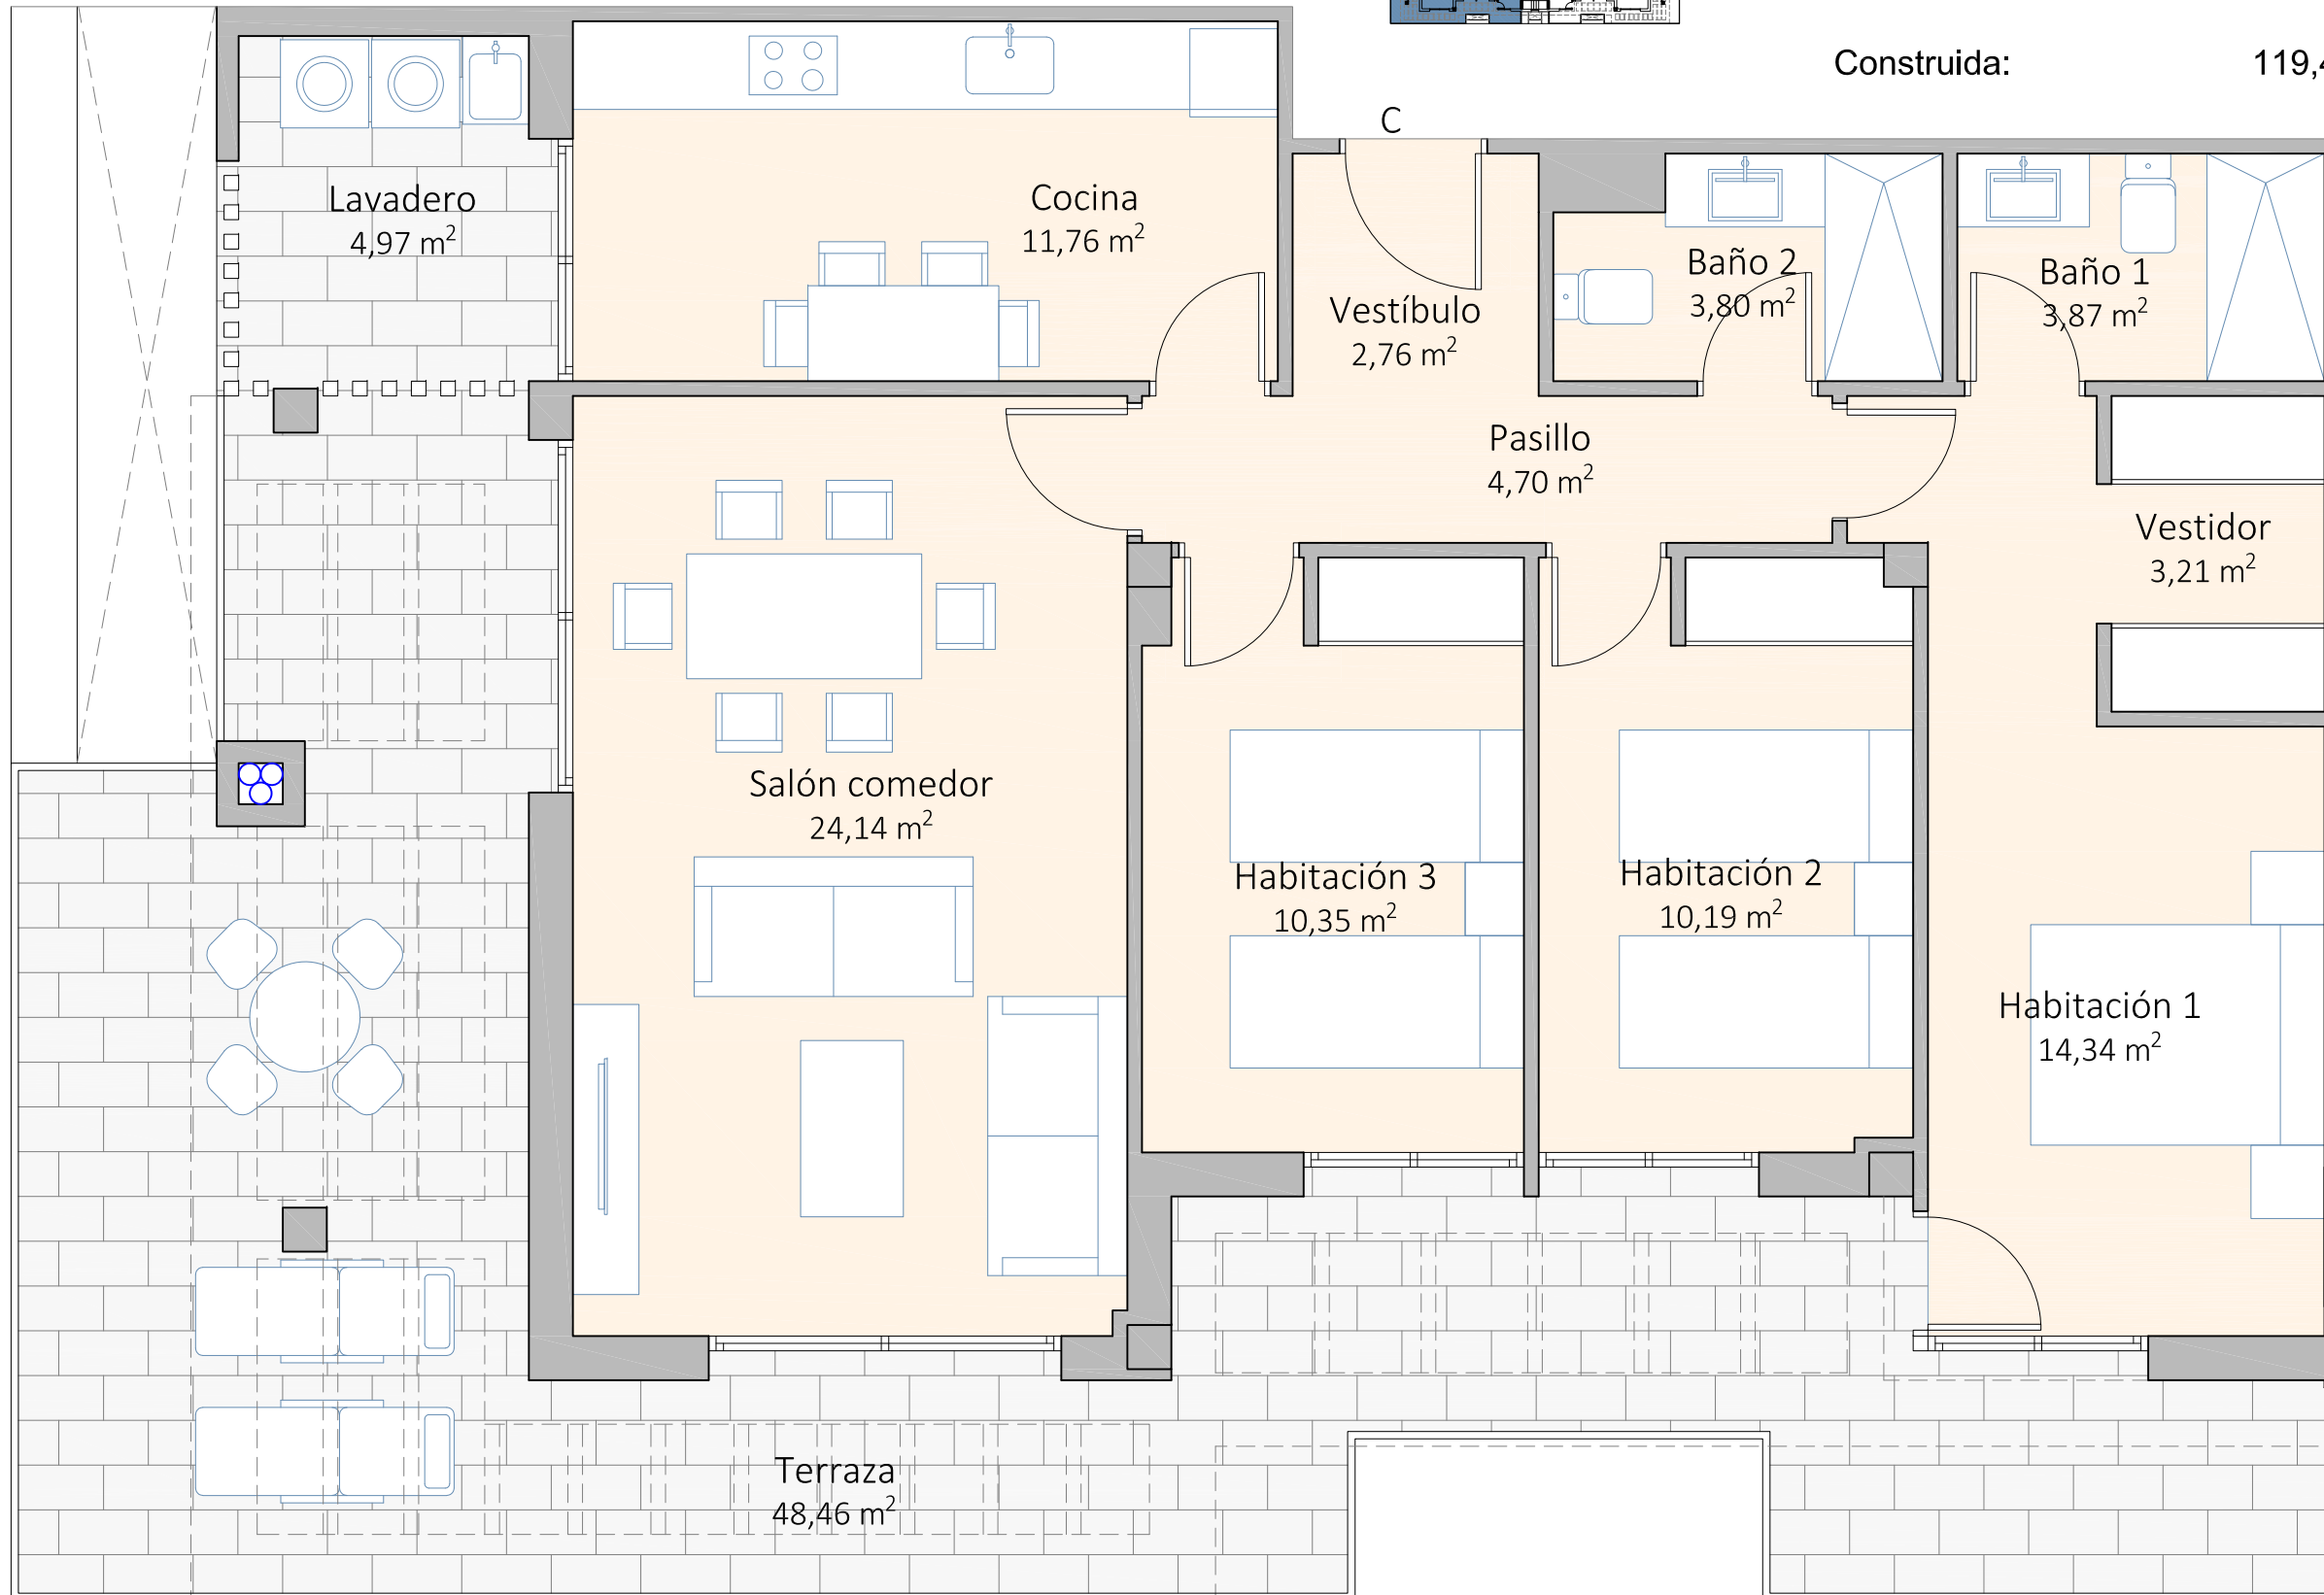 Construida: 119,4
C
Lavadero
4,97 m²
Cocina
11,76 m²
Vestíbulo
2,76 m²
Baño 2
3,80 m²
Baño 1
3,87 m²
Pasillo
4,70 m²
Vestidor
3,21 m²
Salón comedor
24,14 m²
Habitación 3
10,35 m²
Habitación 2
10,19 m²
Habitación 1
14,34 m²
Terraza
48,46 m²